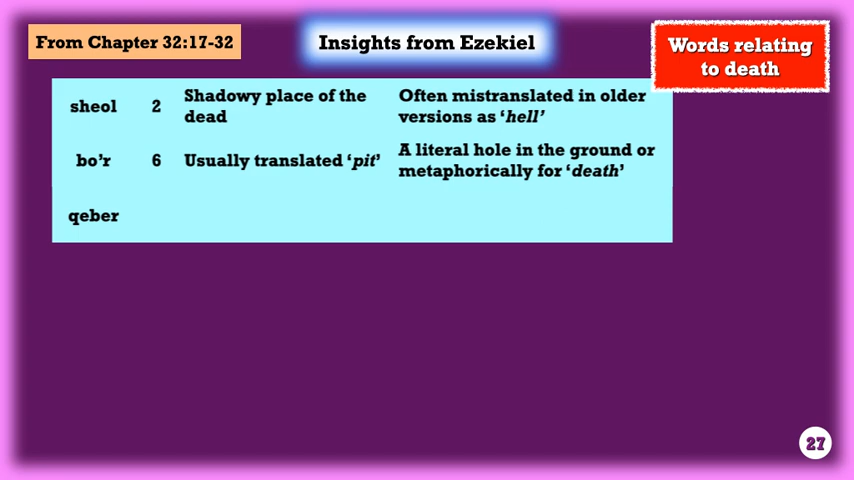 From Chapter 32:17-32
Insights from Ezekiel
Words relating
to death
sheol 2 Shadowy place of the dead Often mistranslated in older versions as ‘hell’
bo’r 6 Usually translated ‘pit’ A literal hole in the ground or metaphorically for ‘death’
qeber
27